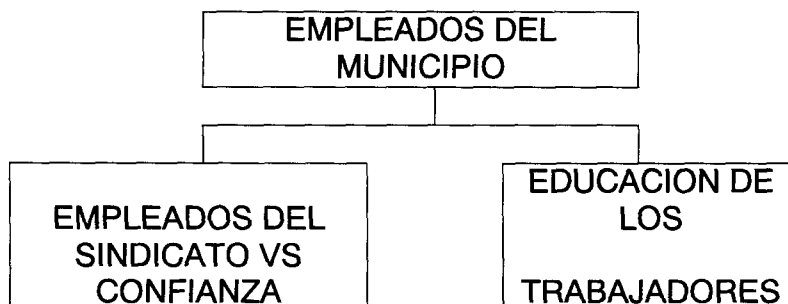 EMPLEADOS DEL
MUNICIPIO
EMPLEADOS DEL
SINDICATO VS
CONFIANZA
EDUCACION DE
LOS
TRABAJADORES